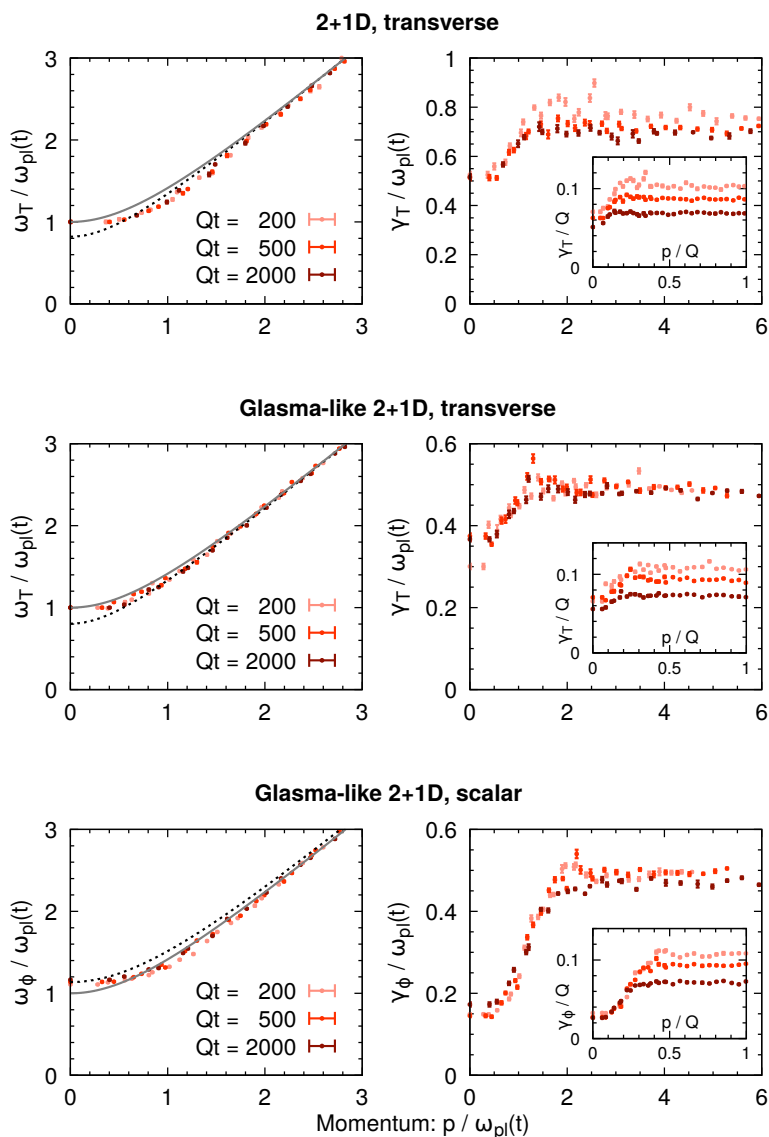 2+1D, transverse
3
2
1
0
0 1 2 3
ω_T / ω_pl(t)
Qt = 200
Qt = 500
Qt = 2000
1
0.8
0.6
0.4
0.2
0
0 2 4 6
γ_T / ω_pl(t)
0.1
0
0 0.5 1
γ_T / Q
p / Q
Glasma-like 2+1D, transverse
3
2
1
0
0 1 2 3
ω_T / ω_pl(t)
Qt = 200
Qt = 500
Qt = 2000
0.6
0.4
0.2
0
0 2 4 6
γ_T / ω_pl(t)
0.1
0
0 0.5 1
γ_T / Q
p / Q
Glasma-like 2+1D, scalar
3
2
1
0
0 1 2 3
ω_ϕ / ω_pl(t)
Qt = 200
Qt = 500
Qt = 2000
0.6
0.4
0.2
0
0 2 4 6
γ_ϕ / ω_pl(t)
0.1
0
0 0.5 1
γ_ϕ / Q
p / Q
Momentum: p / ω_pl(t)